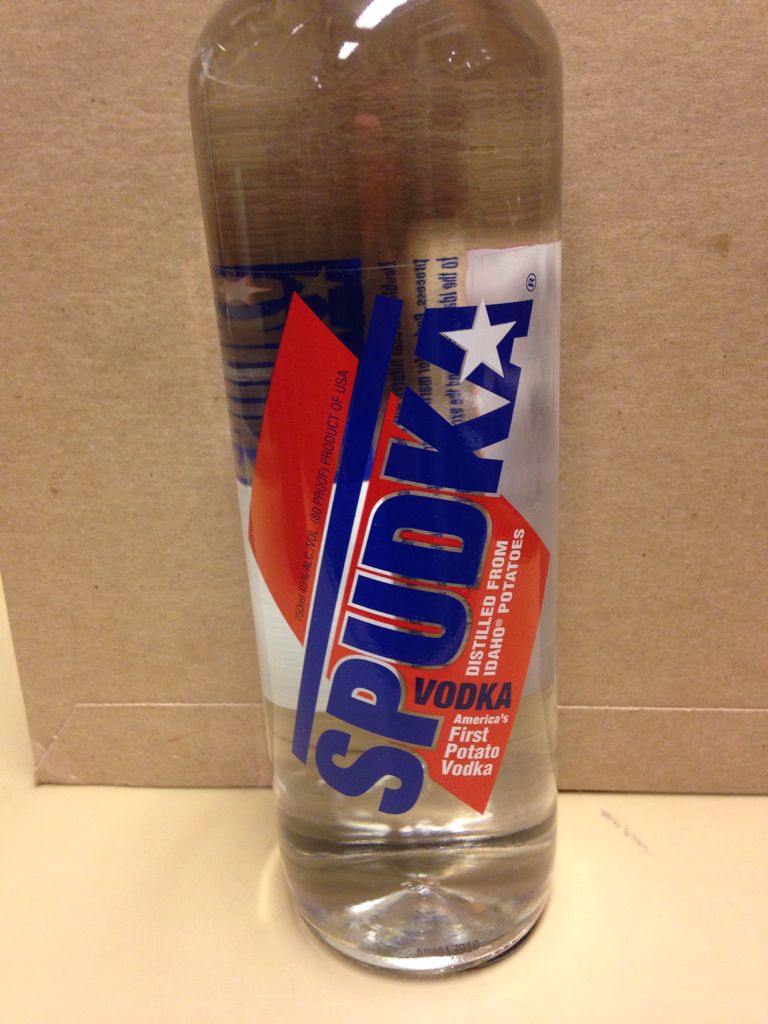 SPUDKA®
750ml 40% ALC./VOL. (80 PROOF) PRODUCT OF USA
DISTILLED FROM
IDAHO® POTATOES
VODKA
America's
First
Potato
Vodka